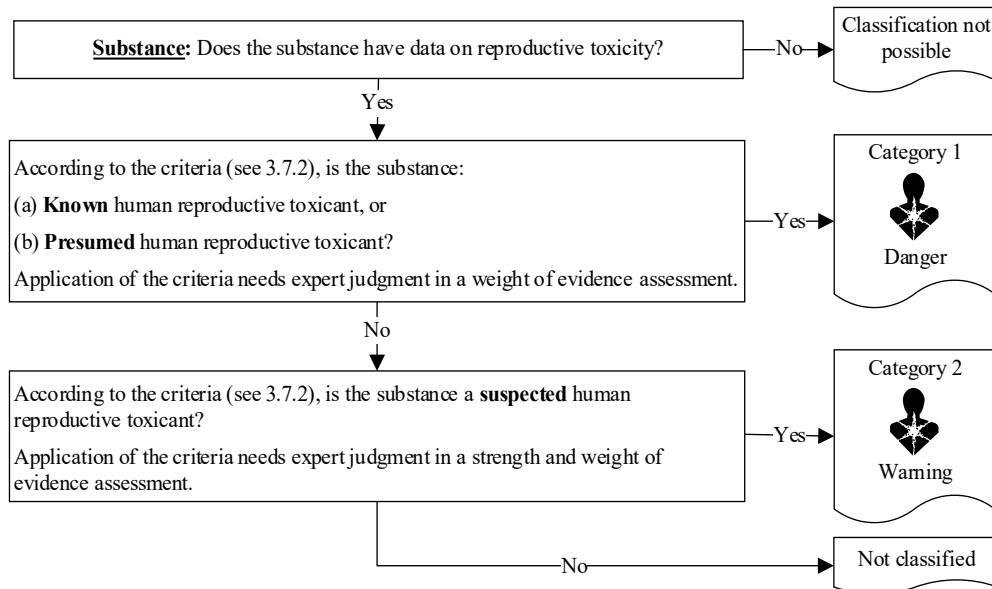 Substance: Does the substance have data on reproductive toxicity?
No
Classification not
possible
Yes
According to the criteria (see 3.7.2), is the substance:
(a) Known human reproductive toxicant, or
(b) Presumed human reproductive toxicant?
Application of the criteria needs expert judgment in a weight of evidence assessment.
Yes
Category 1
Danger
No
According to the criteria (see 3.7.2), is the substance a suspected human
reproductive toxicant?
Application of the criteria needs expert judgment in a strength and weight of
evidence assessment.
Yes
Category 2
Warning
No
Not classified